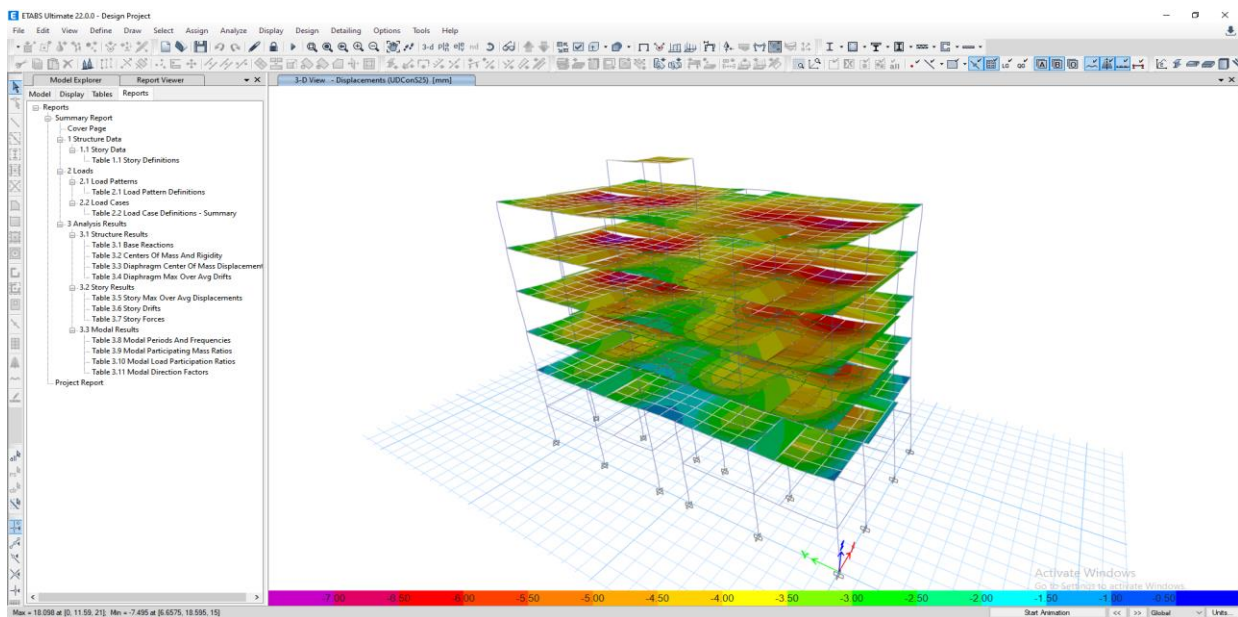 ETABS Ultimate 22.0.0 - Design Project
File Edit View Define Draw Select Assign Analyze Display Design Detailing Options Tools Help
3-d
Model Explorer Report Viewer
3-D View - Displacements (UDConS25) [mm]
Model Display Tables Reports
Reports
Summary Report
Cover Page
1 Structure Data
1.1 Story Data
Table 1.1 Story Definitions
2 Loads
2.1 Load Patterns
Table 2.1 Load Pattern Definitions
2.2 Load Cases
Table 2.2 Load Case Definitions - Summary
3 Analysis Results
3.1 Structure Results
Table 3.1 Base Reactions
Table 3.2 Centers Of Mass And Rigidity
Table 3.3 Diaphragm Center Of Mass Displacement
Table 3.4 Diaphragm Max Over Avg Drifts
3.2 Story Results
Table 3.5 Story Max Over Avg Displacements
Table 3.6 Story Drifts
Table 3.7 Story Forces
3.3 Modal Results
Table 3.8 Modal Periods And Frequencies
Table 3.9 Modal Participating Mass Ratios
Table 3.10 Modal Load Participation Ratios
Table 3.11 Modal Direction Factors
Project Report
Activate Windows
Go to Settings to activate Windows.
-7.00 -6.50 -6.00 -5.50 -5.00 -4.50 -4.00 -3.50 -3.00 -2.50 -2.00 -1.50 -1.00 -0.50
Max = 18.098 at [0, 11.59, 21]; Min = -7.495 at [6.6575, 18.595, 15]
Start Animation << >> Global Units...